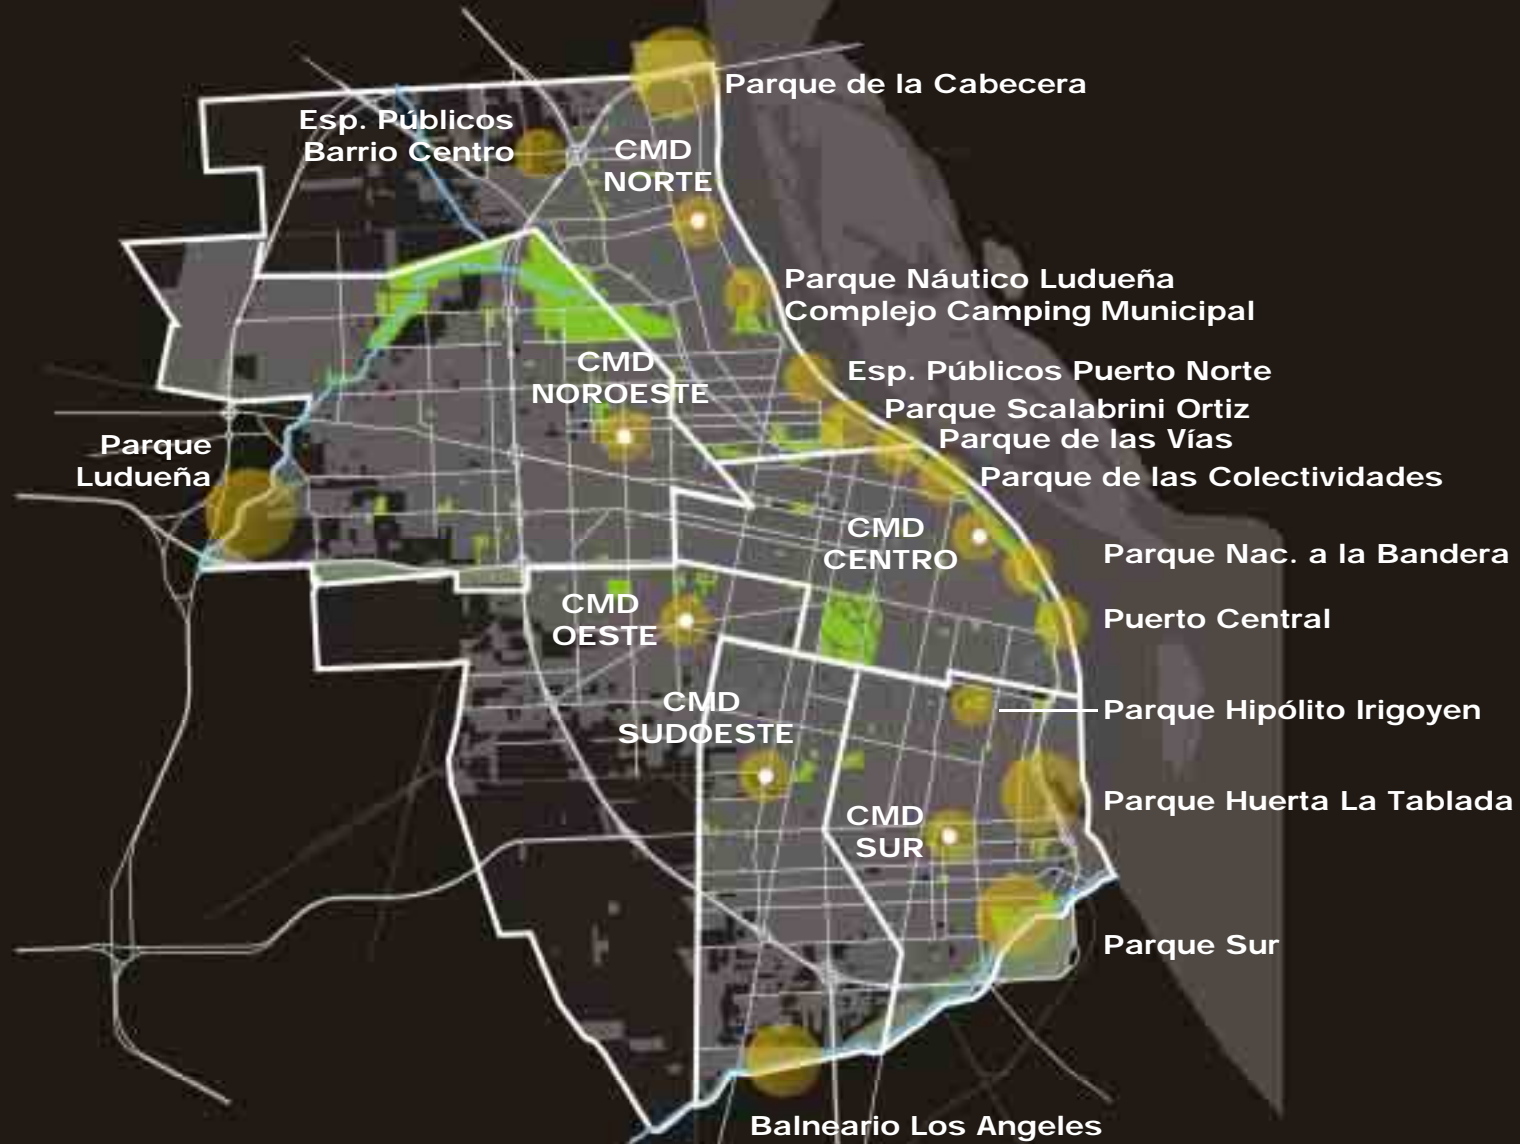 Parque de la Cabecera
Esp. Públicos
Barrio Centro
CMD
NORTE
Parque Náutico Ludueña
Complejo Camping Municipal
CMD
NOROESTE
Esp. Públicos Puerto Norte
Parque Scalabrini Ortiz
Parque de las Vías
Parque
Ludueña
Parque de las Colectividades
CMD
CENTRO
Parque Nac. a la Bandera
CMD
OESTE
Puerto Central
CMD
SUDOESTE
Parque Hipólito Irigoyen
Parque Huerta La Tablada
CMD
SUR
Parque Sur
Balneario Los Angeles